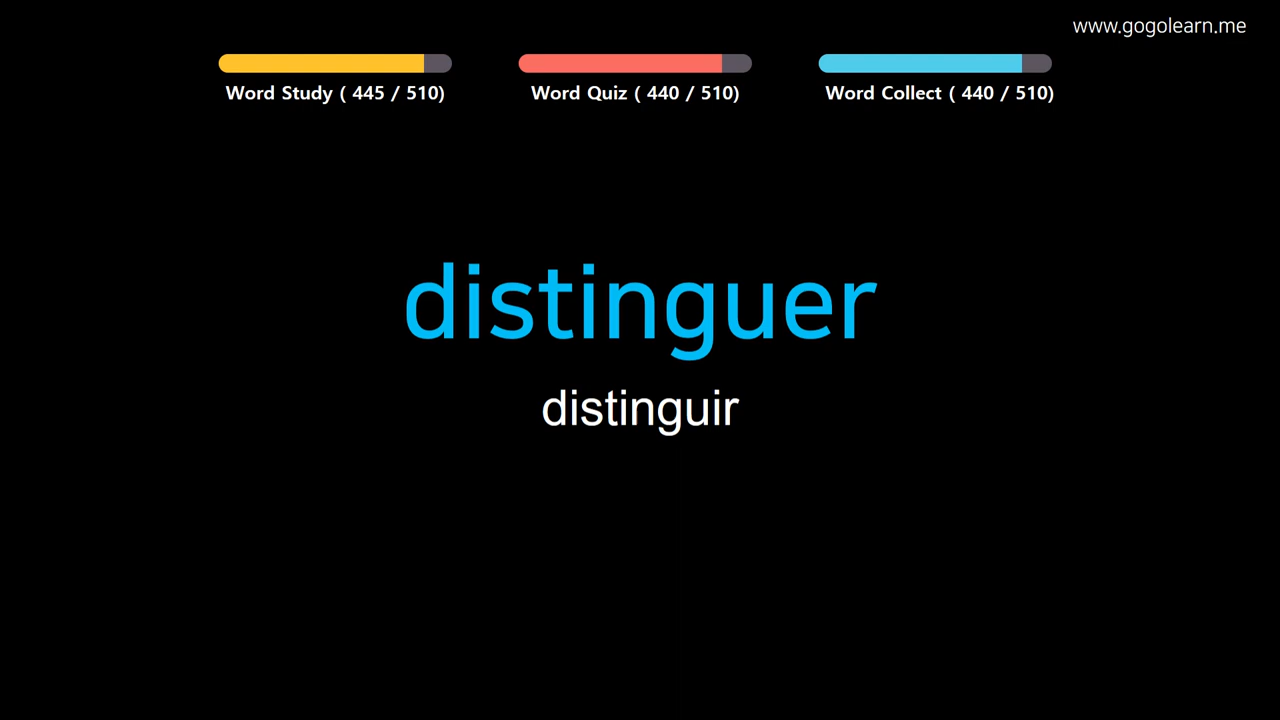 www.gogolearn.me
Word Study ( 445 / 510)
Word Quiz ( 440 / 510)
Word Collect ( 440 / 510)
distinguer
distinguir